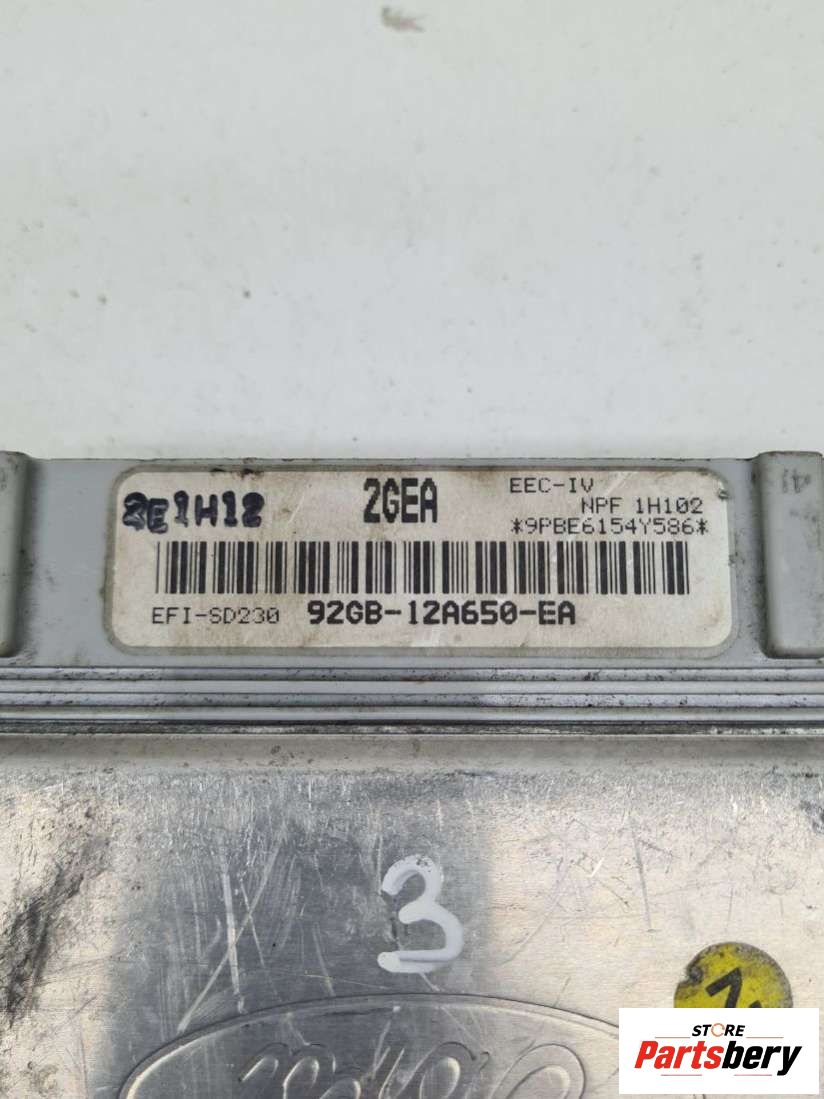 2E1H12
2GEA
EEC-IV
NPF 1H102
*9PBE6154Y586*
EFI-SD230
92GB-12A650-EA
3
STORE
Partsbery